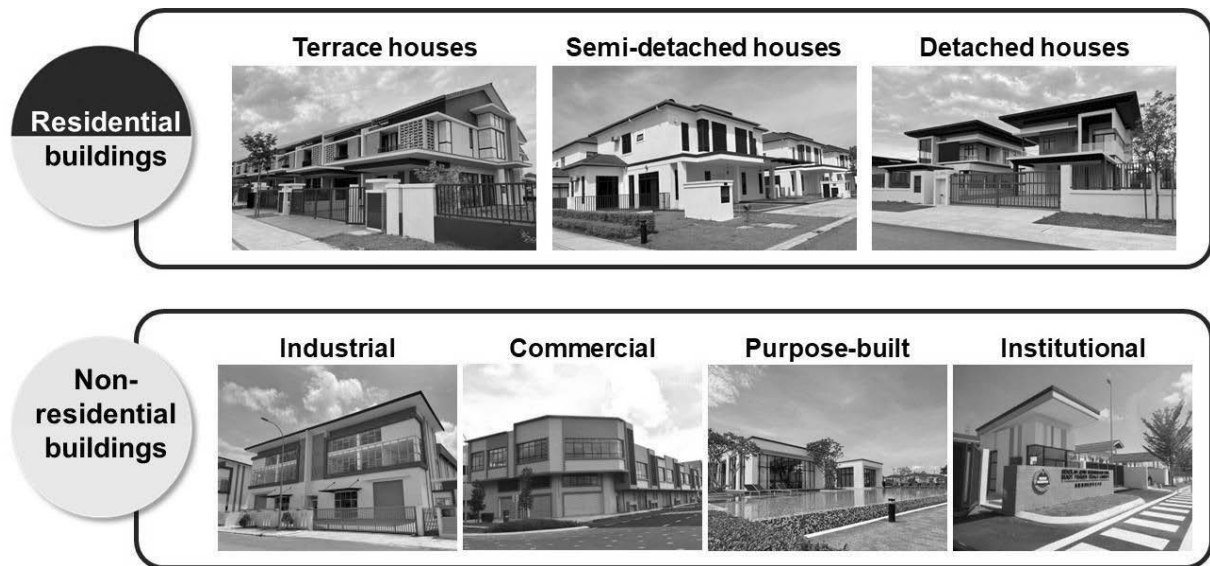 Terrace houses
Semi-detached houses
Detached houses
Residential
buildings
Industrial
Commercial
Purpose-built
Institutional
Non-
residential
buildings